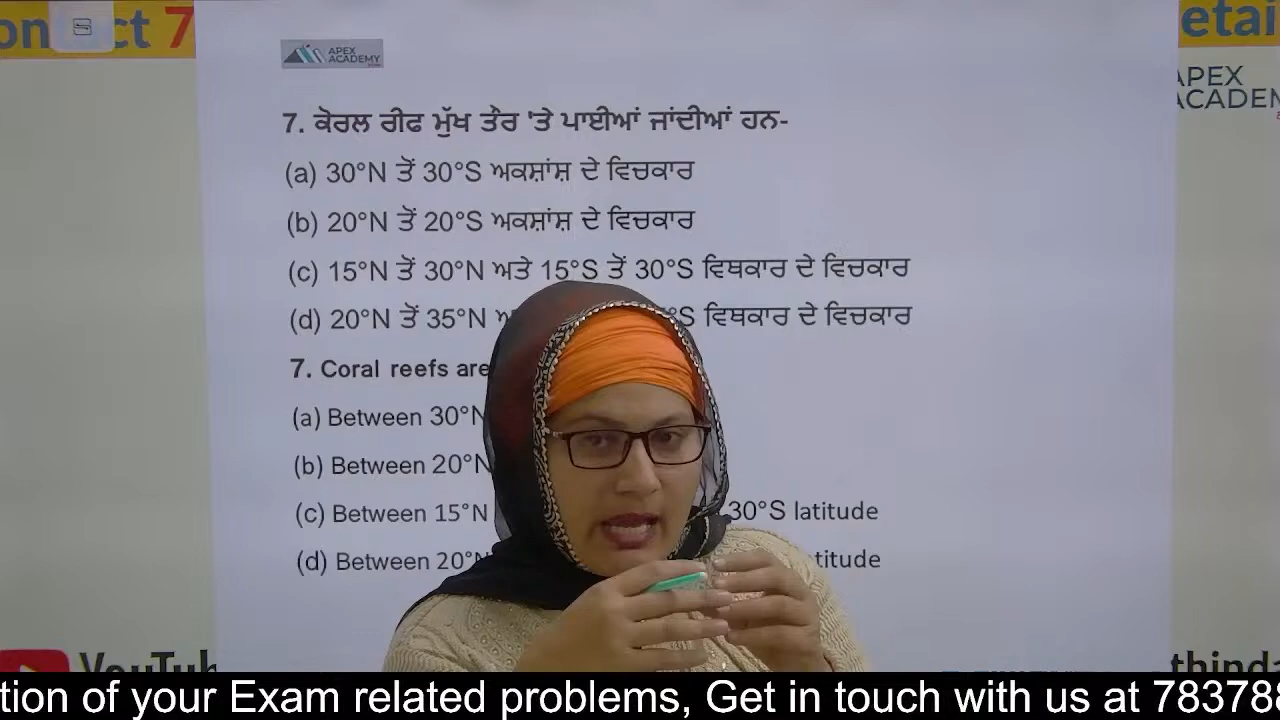 ct 7
etai
APEX
ACADEMY
APEX
ACADEM
7. ਕੋਰਲ ਰੀਫ ਮੁੱਖ ਤੌਰ 'ਤੇ ਪਾਈਆਂ ਜਾਂਦੀਆਂ ਹਨ-
(a) 30°N ਤੋਂ 30°S ਅਕਸ਼ਾਂਸ਼ ਦੇ ਵਿਚਕਾਰ
(b) 20°N ਤੋਂ 20°S ਅਕਸ਼ਾਂਸ਼ ਦੇ ਵਿਚਕਾਰ
(c) 15°N ਤੋਂ 30°N ਅਤੇ 15°S ਤੋਂ 30°S ਵਿਥਕਾਰ ਦੇ ਵਿਚਕਾਰ
(d) 20°N ਤੋਂ 35°N S ਵਿਥਕਾਰ ਦੇ ਵਿਚਕਾਰ
7. Coral reefs are
(a) Between 30°N
(b) Between 20°N
(c) Between 15°N 30°S latitude
(d) Between 20°N titude
YouTub
thinda
tion of your Exam related problems, Get in touch with us at 78378